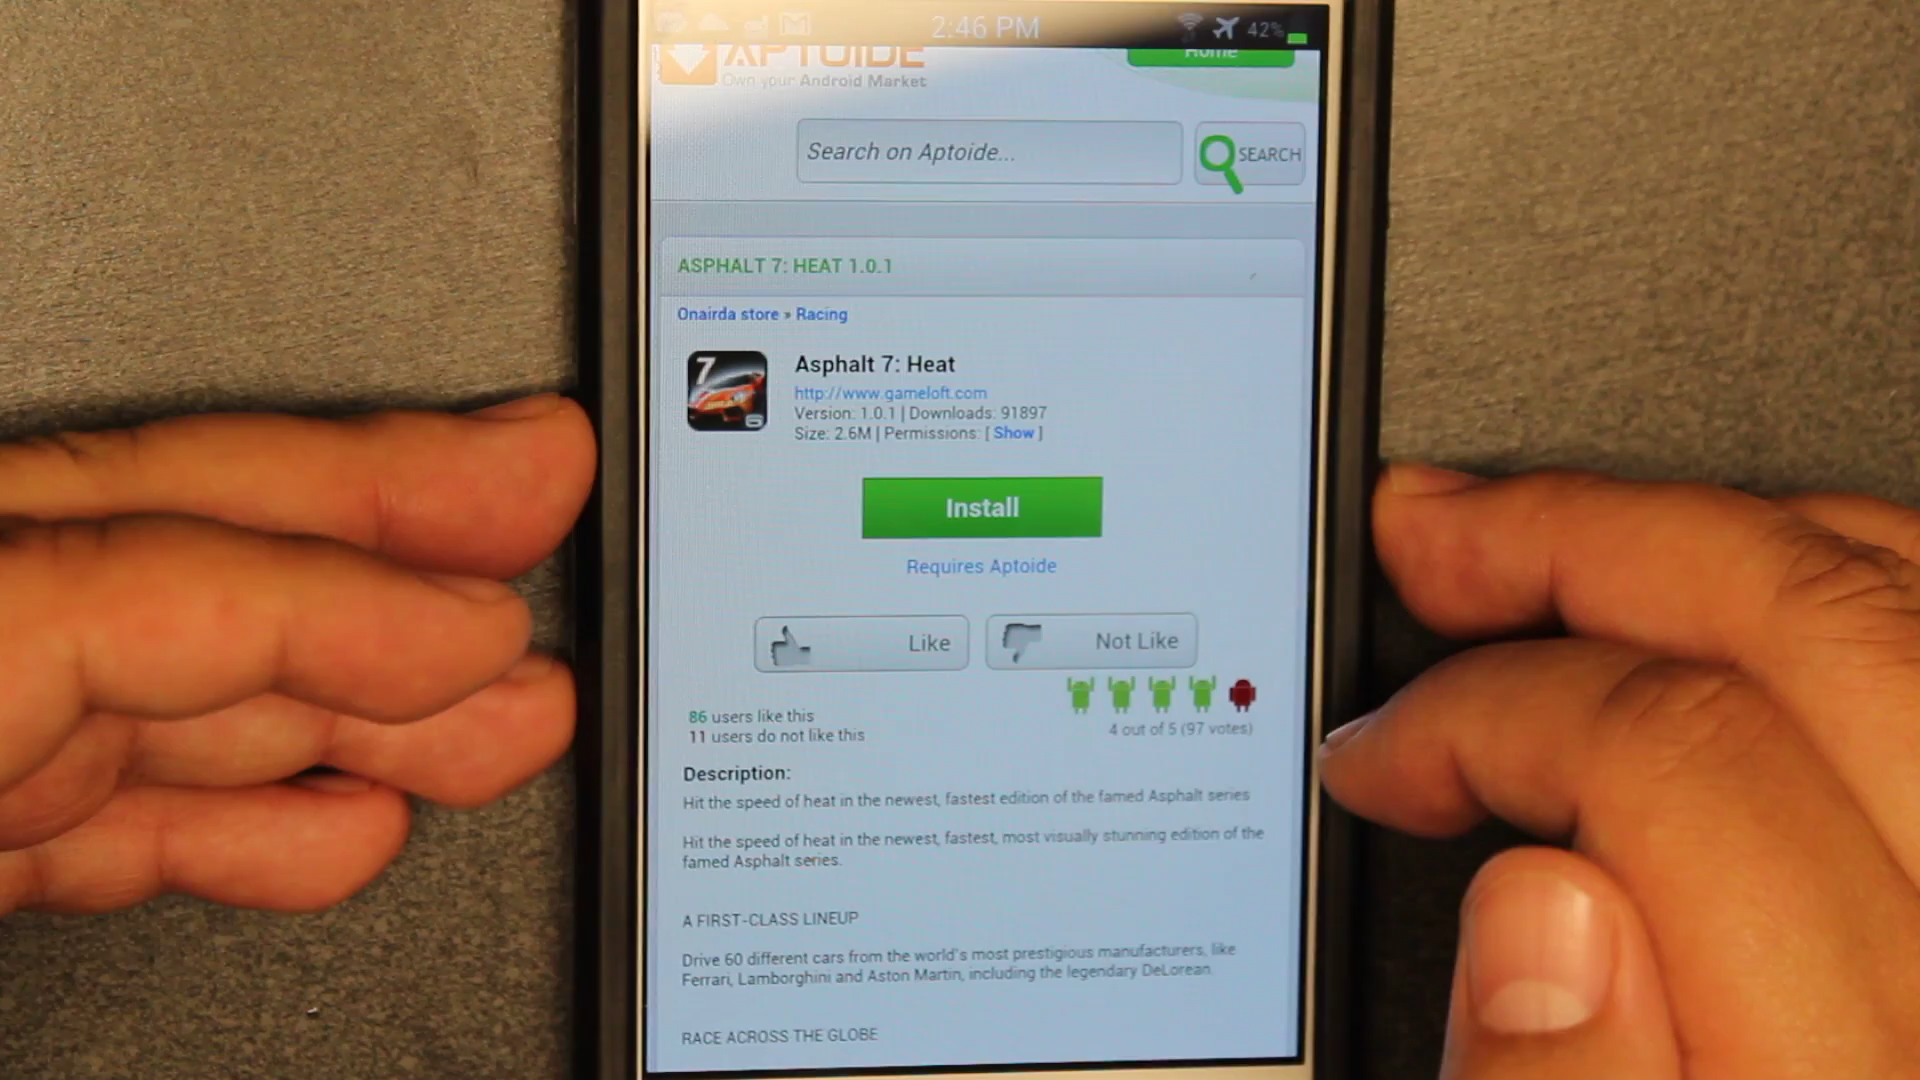 2:46 PM
42%
APTOIDE
Own your Android Market
Home
Search on Aptoide...
SEARCH
ASPHALT 7: HEAT 1.0.1
Onairda store » Racing
7
Asphalt 7: Heat
http://www.gameloft.com
Version: 1.0.1 | Downloads: 91897
Size: 2.6M | Permissions: [ Show ]
Install
Requires Aptoide
Like
Not Like
86 users like this
11 users do not like this
4 out of 5 (97 votes)
Description:
Hit the speed of heat in the newest, fastest edition of the famed Asphalt series
Hit the speed of heat in the newest, fastest, most visually stunning edition of the
famed Asphalt series.
A FIRST-CLASS LINEUP
Drive 60 different cars from the world's most prestigious manufacturers, like
Ferrari, Lamborghini and Aston Martin, including the legendary DeLorean.
RACE ACROSS THE GLOBE